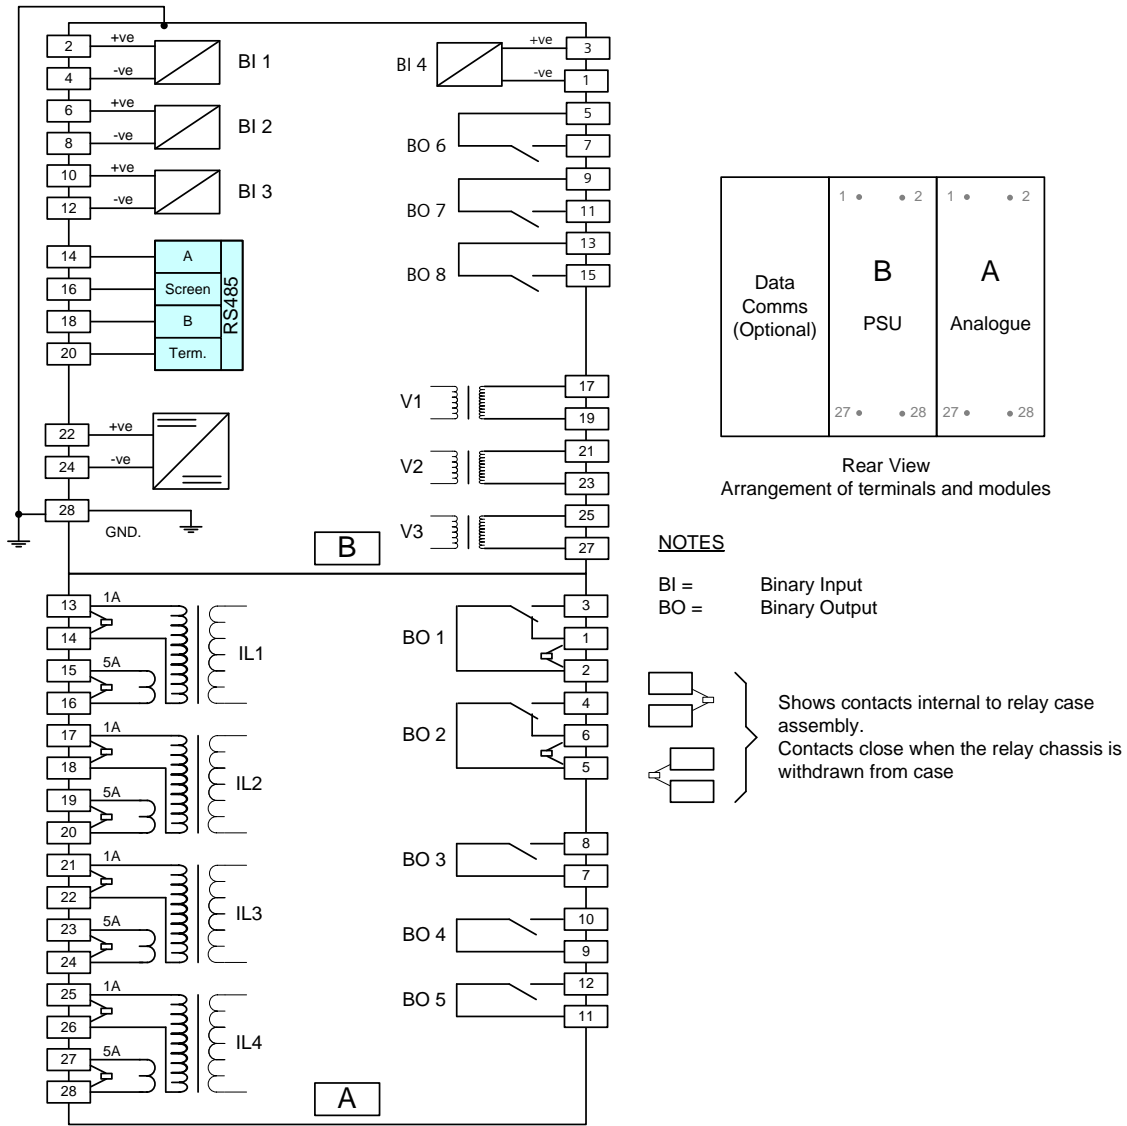 2 +ve
BI 1
4 -ve
6 +ve
BI 2
8 -ve
10 +ve
BI 3
12 -ve
14 A
16 Screen
18 B
20 Term.
RS485
22 +ve
24 -ve
28
GND.
B
BI 4 +ve 3
-ve 1
5
BO 6 7
9
BO 7 11
13
BO 8 15
V1 17
19
V2 21
23
V3 25
27
13 1A
14
IL1
15 5A
16
17 1A
18
IL2
19 5A
20
21 1A
22
IL3
23 5A
24
25 1A
26
IL4
27 5A
28
A
3
BO 1 1
2
4
BO 2 6
5
8
BO 3
7
10
BO 4
9
12
BO 5
11
1 2 1 2
B A
Data
Comms
(Optional)
PSU Analogue
27 28 27 28
Rear View
Arrangement of terminals and modules
NOTES
BI = Binary Input
BO = Binary Output
Shows contacts internal to relay case
assembly.
Contacts close when the relay chassis is
withdrawn from case